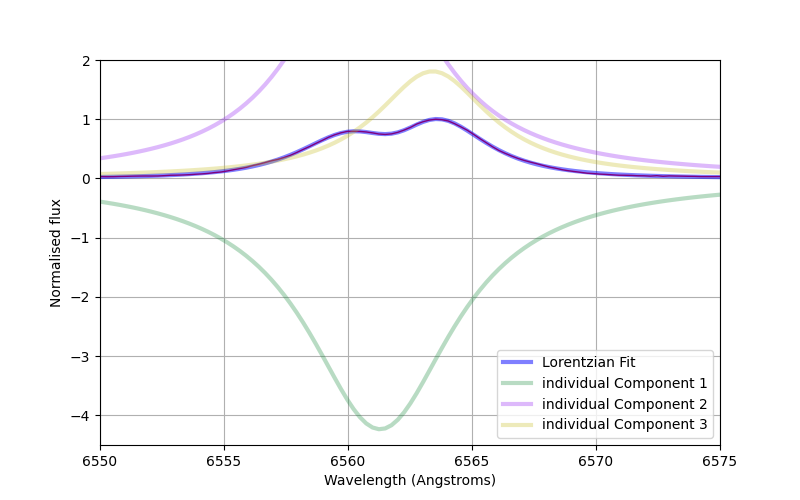 2
1
0
−1
−2
−3
−4
Normalised flux
Lorentzian Fit
individual Component 1
individual Component 2
individual Component 3
6550 6555 6560 6565 6570 6575
Wavelength (Angstroms)